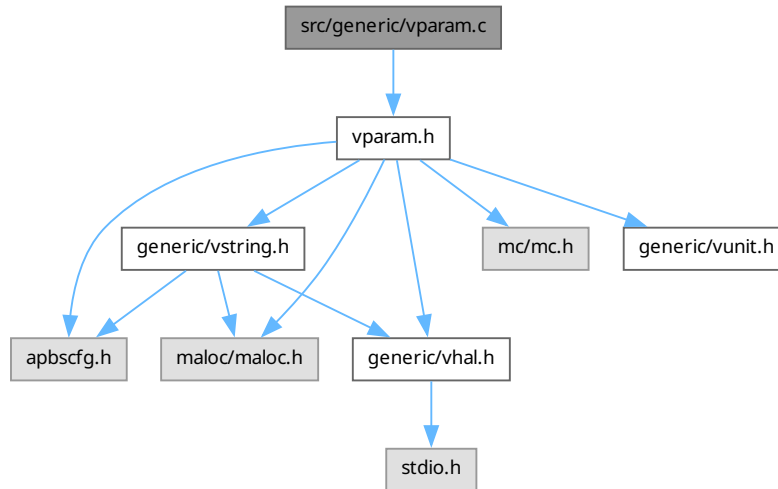 src/generic/vparam.c
vparam.h
generic/vstring.h
mc/mc.h
generic/vunit.h
apbscfg.h
maloc/maloc.h
generic/vhal.h
stdio.h